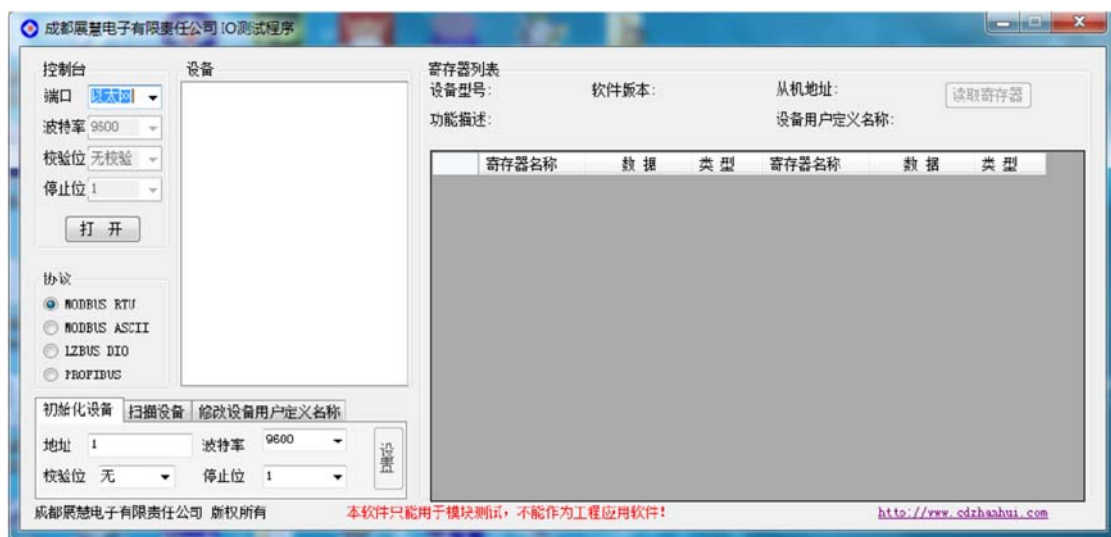 成都展慧电子有限责任公司 IO测试程序
控制台
端口 以太网
波特率 9600
校验位 无校验
停止位 1
打 开
协议
MODBUS RTU
MODBUS ASCII
LZBUS DIO
PROFIBUS
设备
寄存器列表
设备型号: 软件版本: 从机地址: 读取寄存器
功能描述: 设备用户定义名称:
寄存器名称 数 据 类 型 寄存器名称 数 据 类 型
初始化设备 扫描设备 修改设备用户定义名称
地址 1 波特率 9600
校验位 无 停止位 1
设置
成都展慧电子有限责任公司 版权所有 本软件只能用于模块测试，不能作为工程应用软件! http://www.cdzhanhui.com